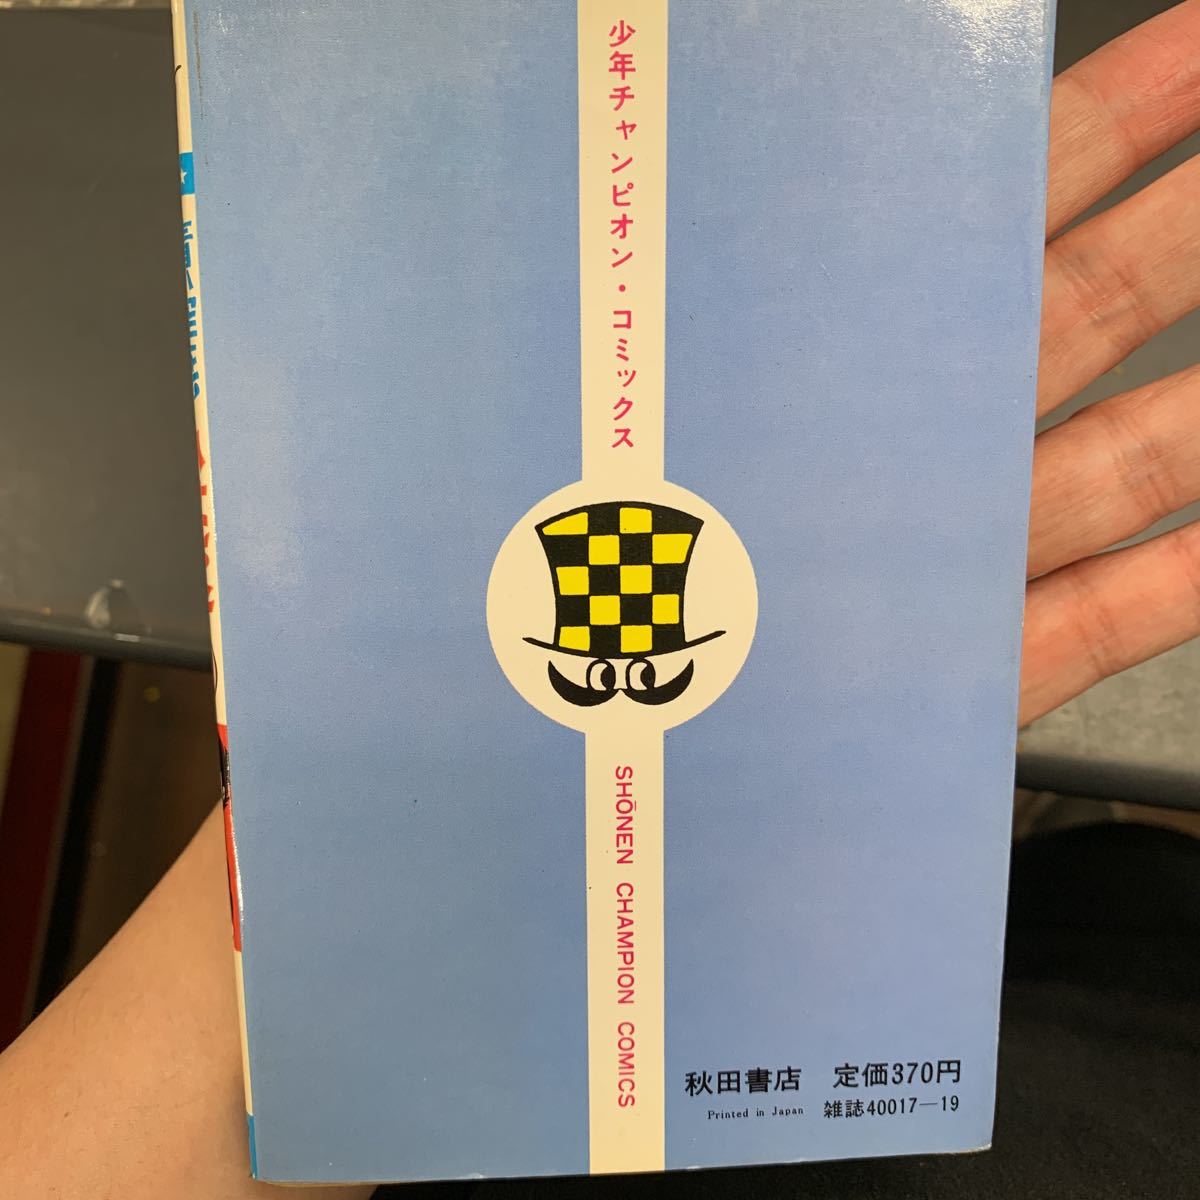 少年チャンピオン・コミックス
SHŌNEN CHAMPION COMICS
秋田書店 定価370円
Printed in Japan 雑誌40017—19